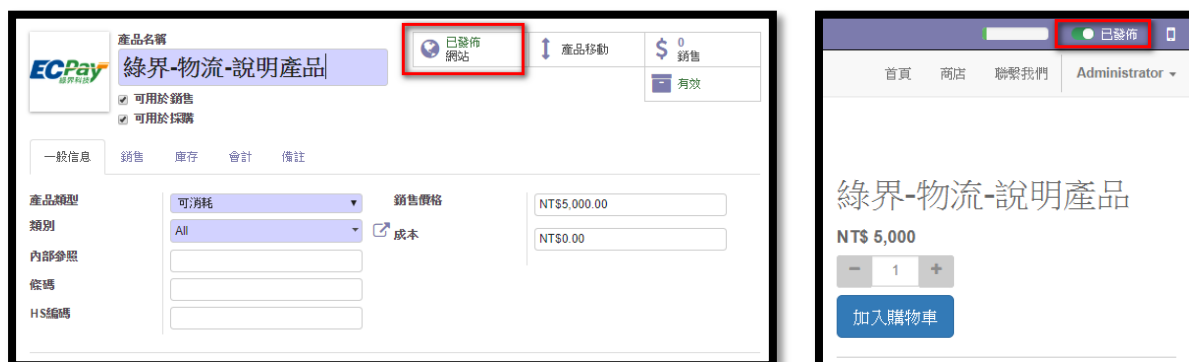 產品名稱
ECPay
綠界科技
綠界-物流-說明產品
可用於銷售
可用於採購
已發佈
網站
產品移動
$ 0
銷售
有效
一般信息 銷售 庫存 會計 備註
產品類型 可消耗 銷售價格 NT$5,000.00
類別 All 成本 NT$0.00
內部參照
條碼
HS編碼
已發佈
首頁 商店 聯繫我們 Administrator
綠界-物流-說明產品
NT$ 5,000
- 1 +
加入購物車